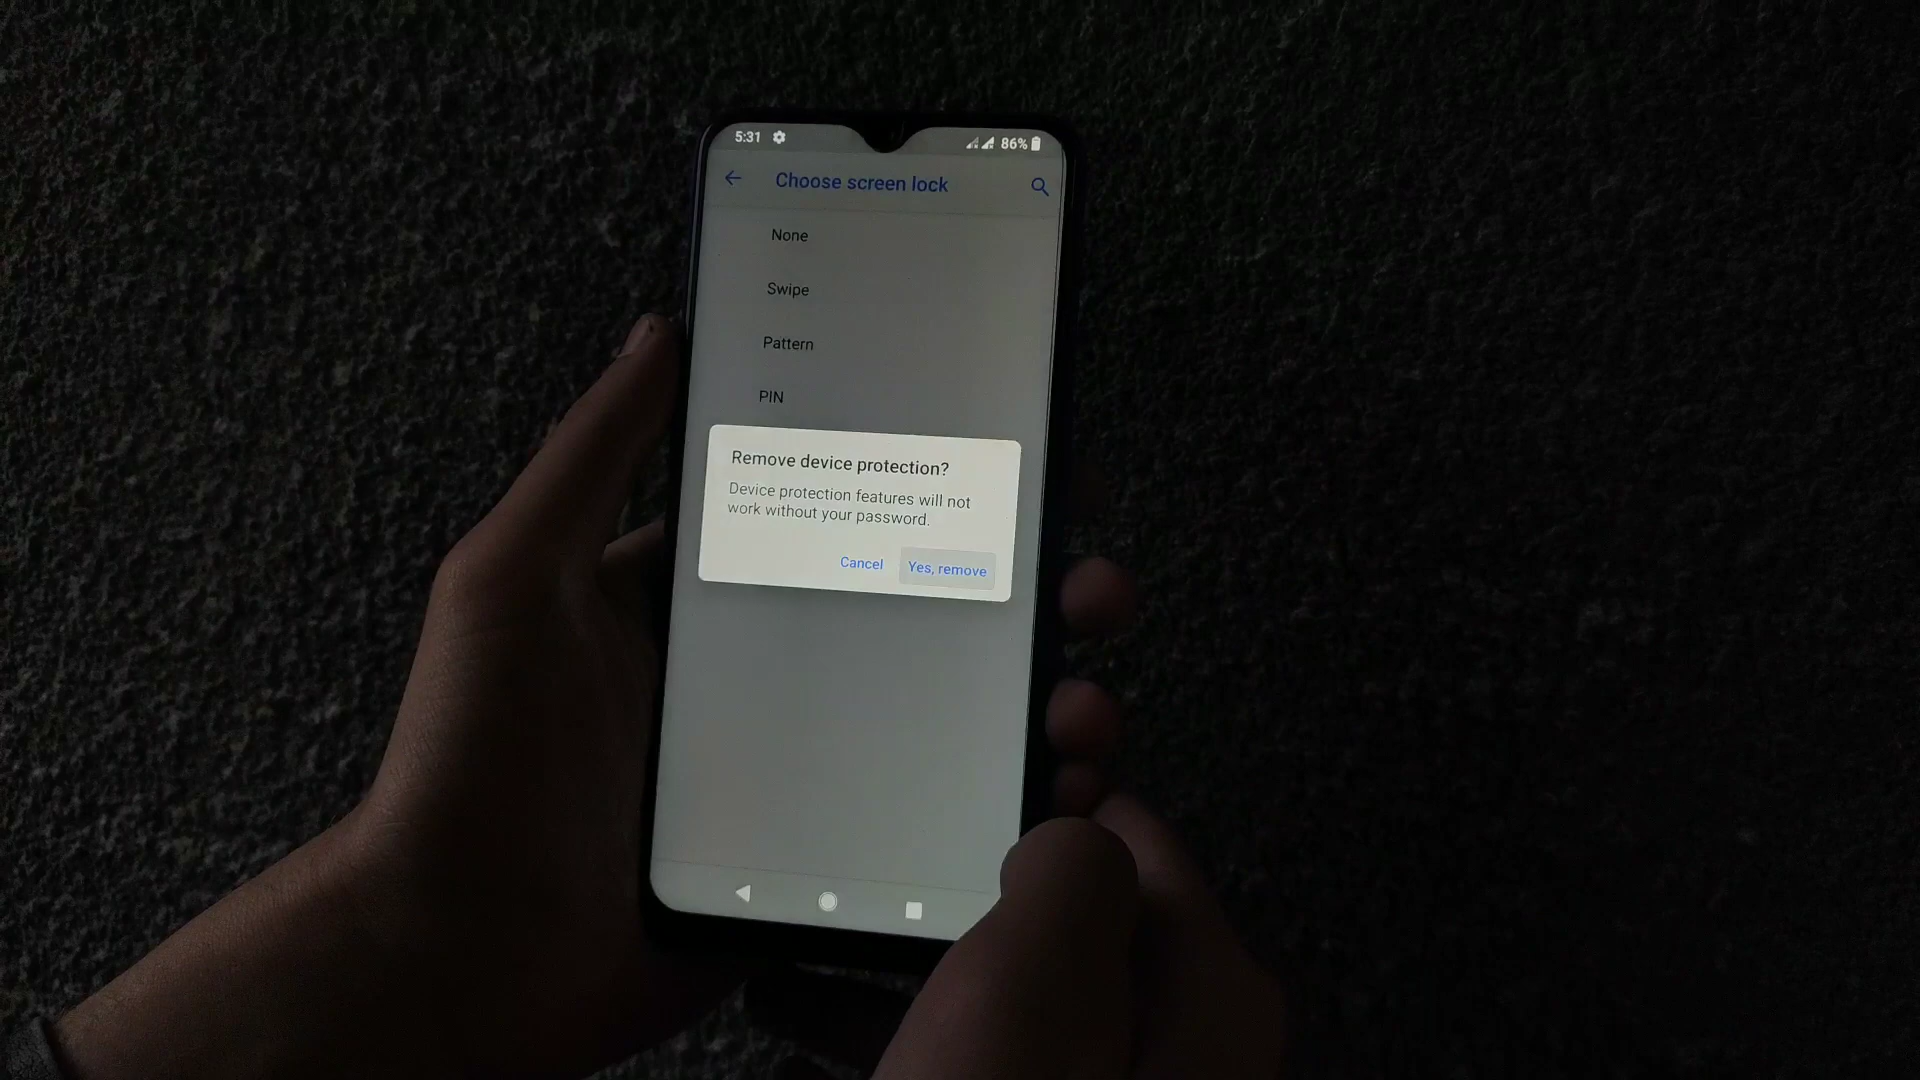 5:31 86%
Choose screen lock
None
Swipe
Pattern
PIN
Remove device protection?
Device protection features will not
work without your password.
Cancel Yes, remove